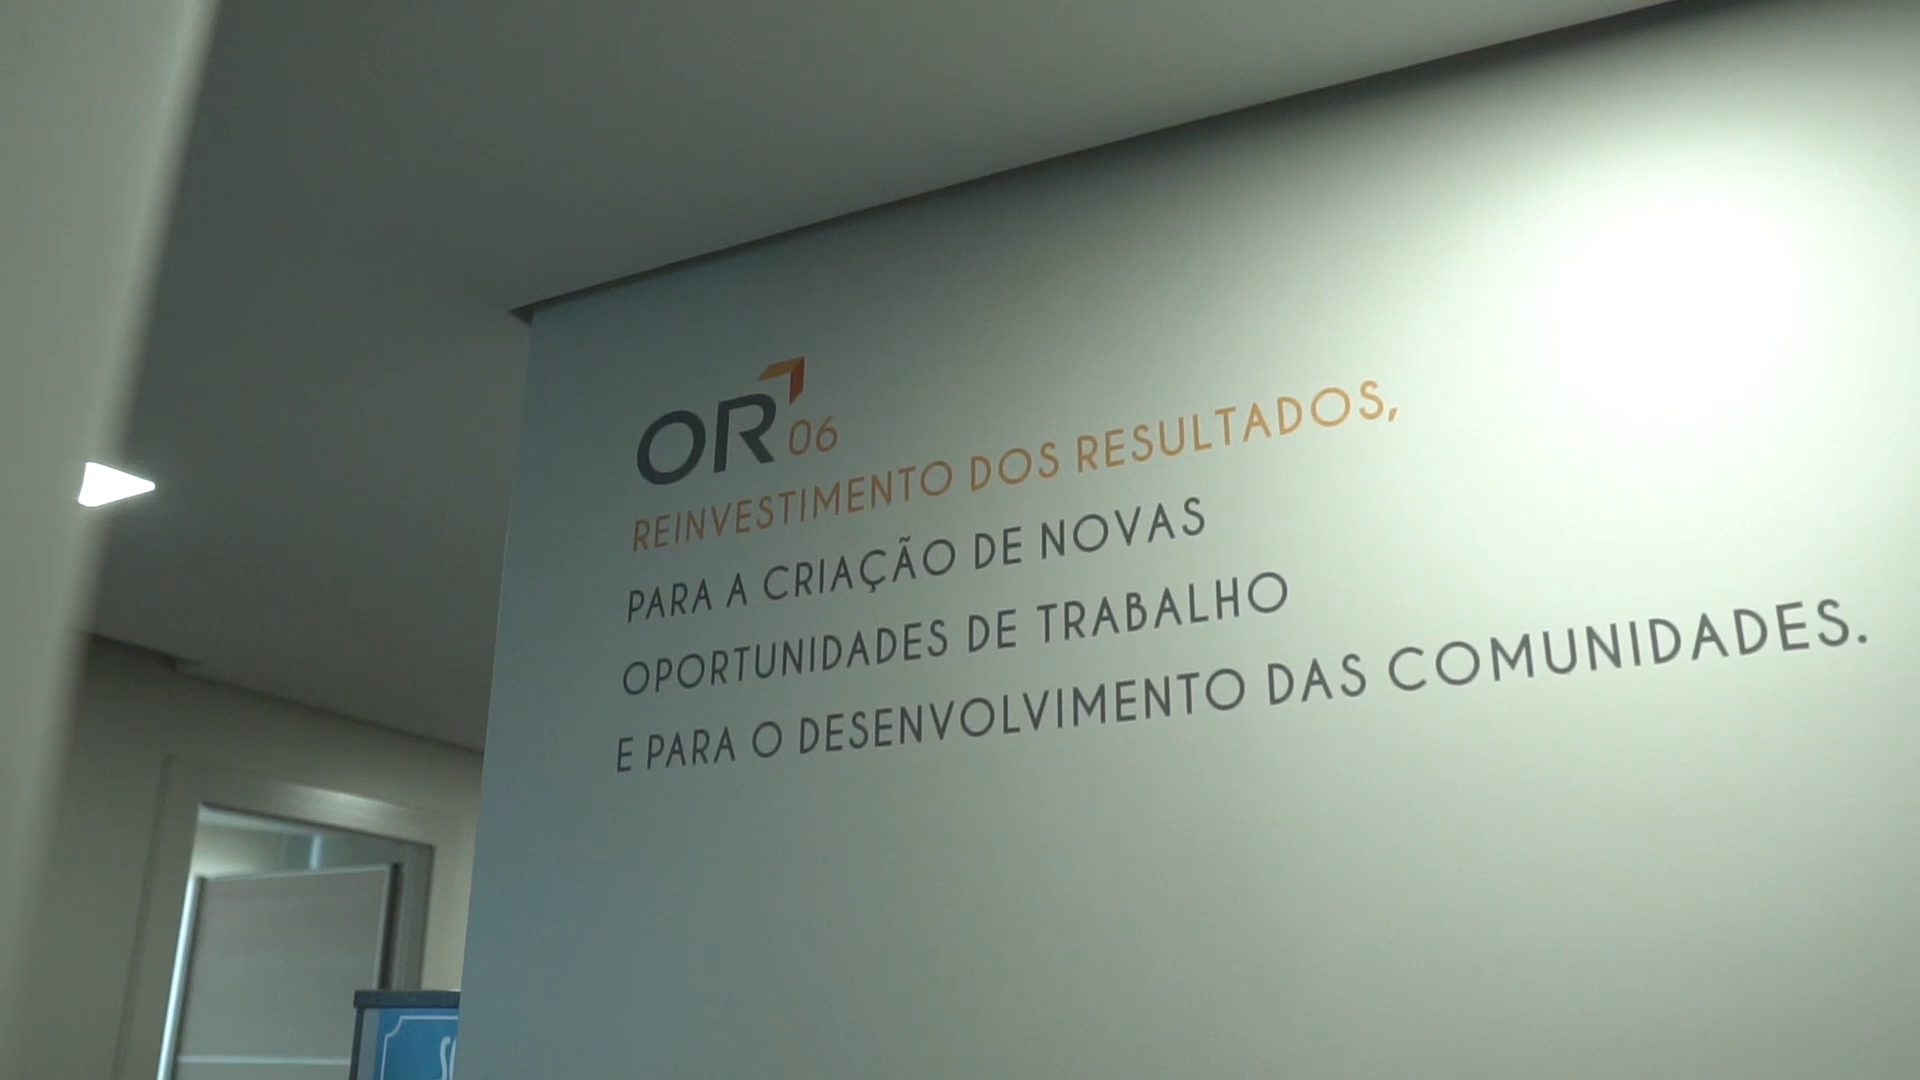 OR 06
REINVESTIMENTO DOS RESULTADOS,
PARA A CRIAÇÃO DE NOVAS
OPORTUNIDADES DE TRABALHO
E PARA O DESENVOLVIMENTO DAS COMUNIDADES.